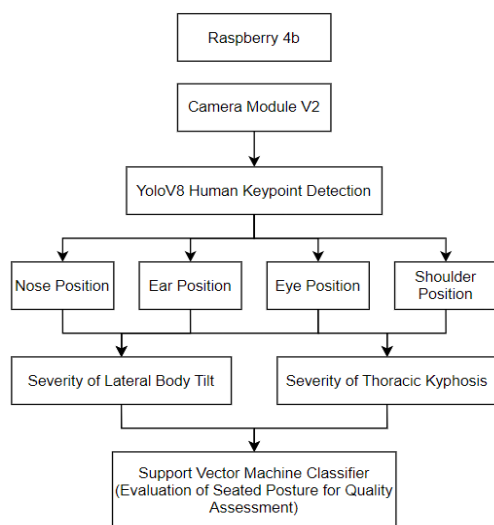 Raspberry 4b
Camera Module V2
YoloV8 Human Keypoint Detection
Nose Position
Ear Position
Eye Position
Shoulder
Position
Severity of Lateral Body Tilt
Severity of Thoracic Kyphosis
Support Vector Machine Classifier
(Evaluation of Seated Posture for Quality
Assessment)